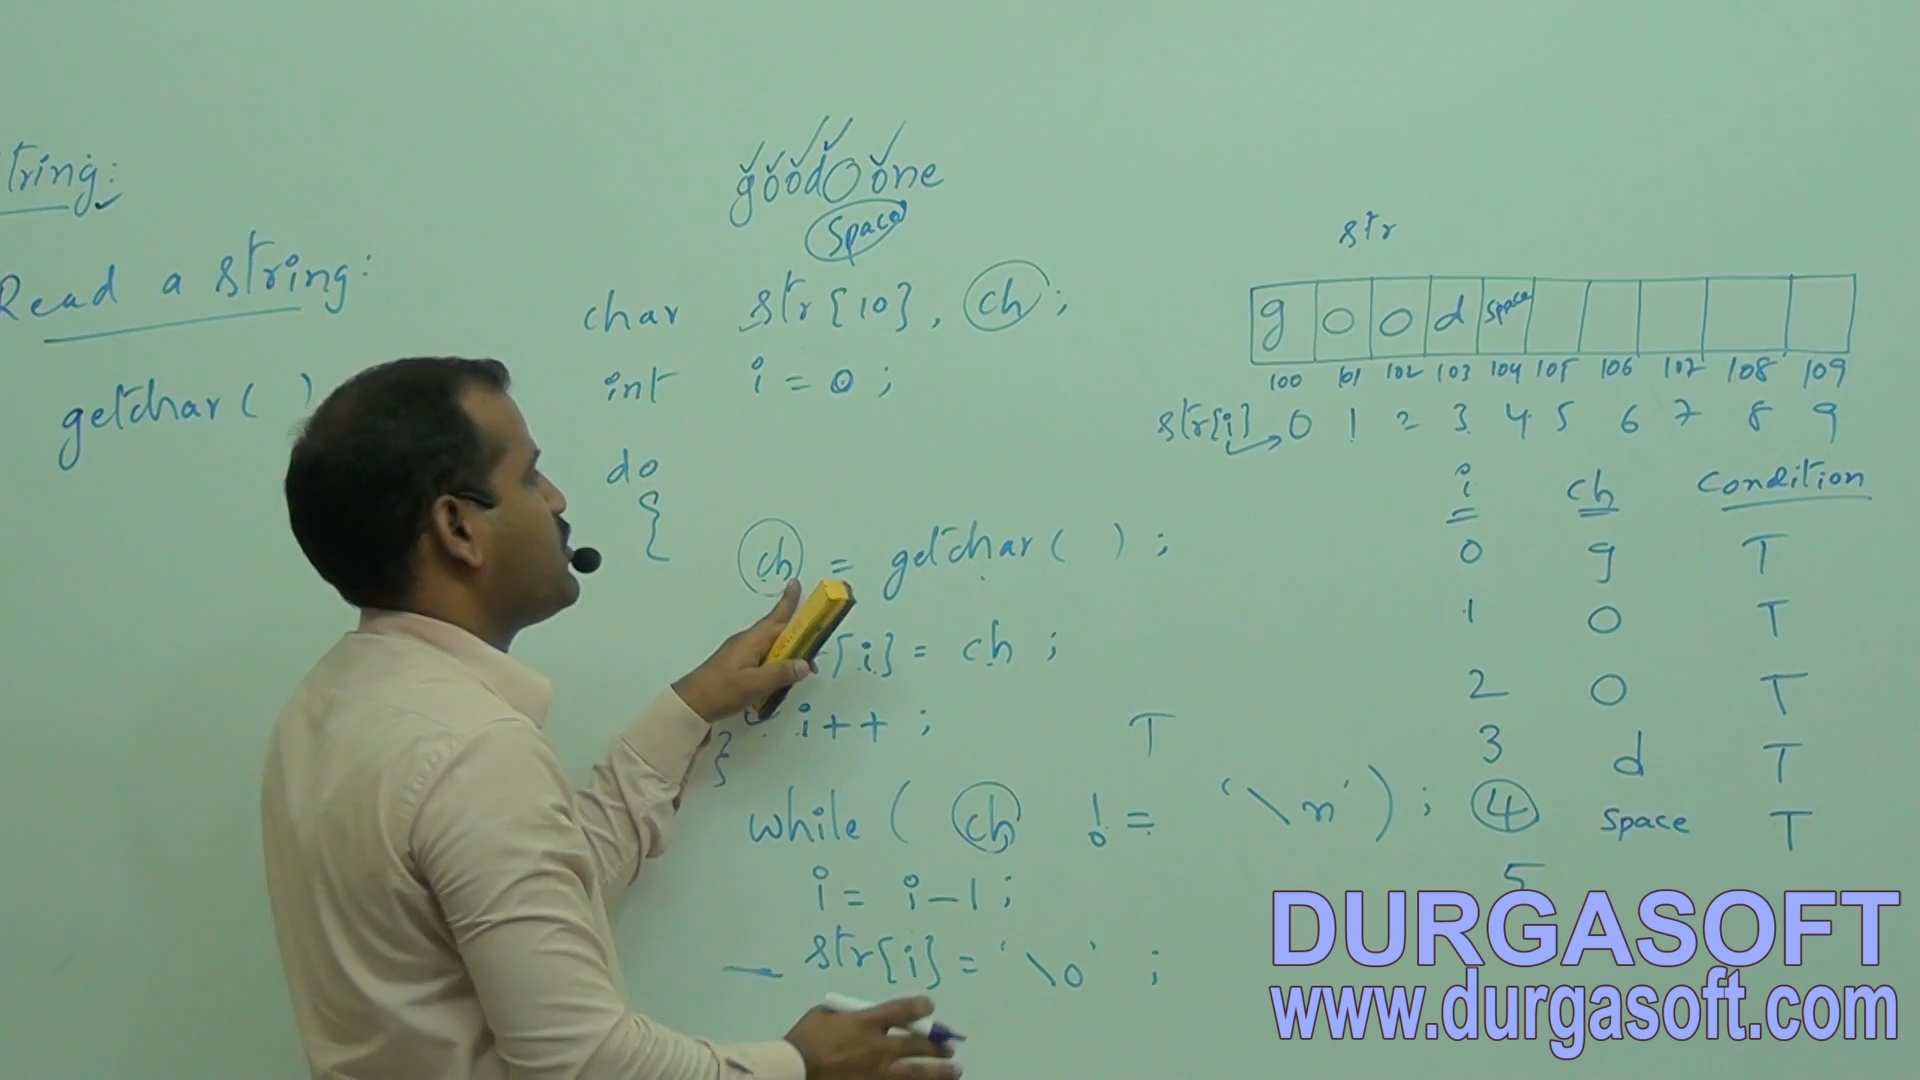 tring:
Read a string:
getchar ( )
good one
Space
char str[10], ch;
int i = 0;
do
{
ch = getchar ( ) ;
[i] = ch ;
i++ ;
}
T
while ( ch != '\n') ;
i = i-1 ;
str[i] = '\0' ;
str
g o o d Space
100 101 102 103 104 105 106 107 108 109
str[i] 0 1 2 3 4 5 6 7 8 9
i ch Condition
0 g T
1 o T
2 o T
3 d T
4 Space T
5
DURGASOFT
www.durgasoft.com